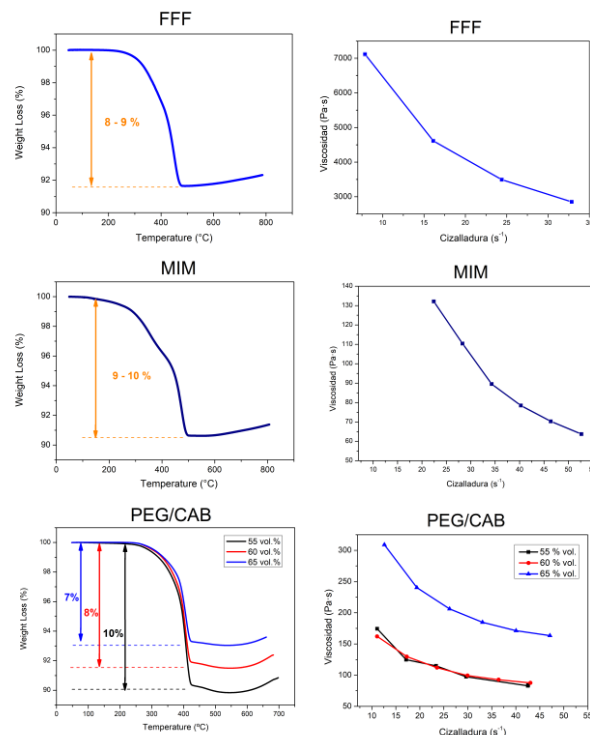 FFF
Weight Loss (%)
100
98
96
94
92
90
8 - 9 %
0 200 400 600 800
Temperature (°C)
FFF
Viscosidad (Pa·s)
7000
6000
5000
4000
3000
10 15 20 25 30 35
Cizalladura (s⁻¹)
MIM
Weight Loss (%)
100
98
96
94
92
90
9 - 10 %
0 200 400 600 800
Temperature (°C)
MIM
Viscosidad (Pa·s)
140
130
120
110
100
90
80
70
60
50
10 15 20 25 30 35 40 45 50 55
Cizalladura (s⁻¹)
PEG/CAB
Weight Loss (%)
100
98
96
94
92
90
55 vol.%
60 vol.%
65 vol.%
7%
8%
10%
0 100 200 300 400 500 600 700
Temperature (ºC)
PEG/CAB
Viscosidad (Pa·s)
300
250
200
150
100
50
55 % vol.
60 % vol.
65 % vol.
5 10 15 20 25 30 35 40 45 50 55
Cizalladura (s⁻¹)